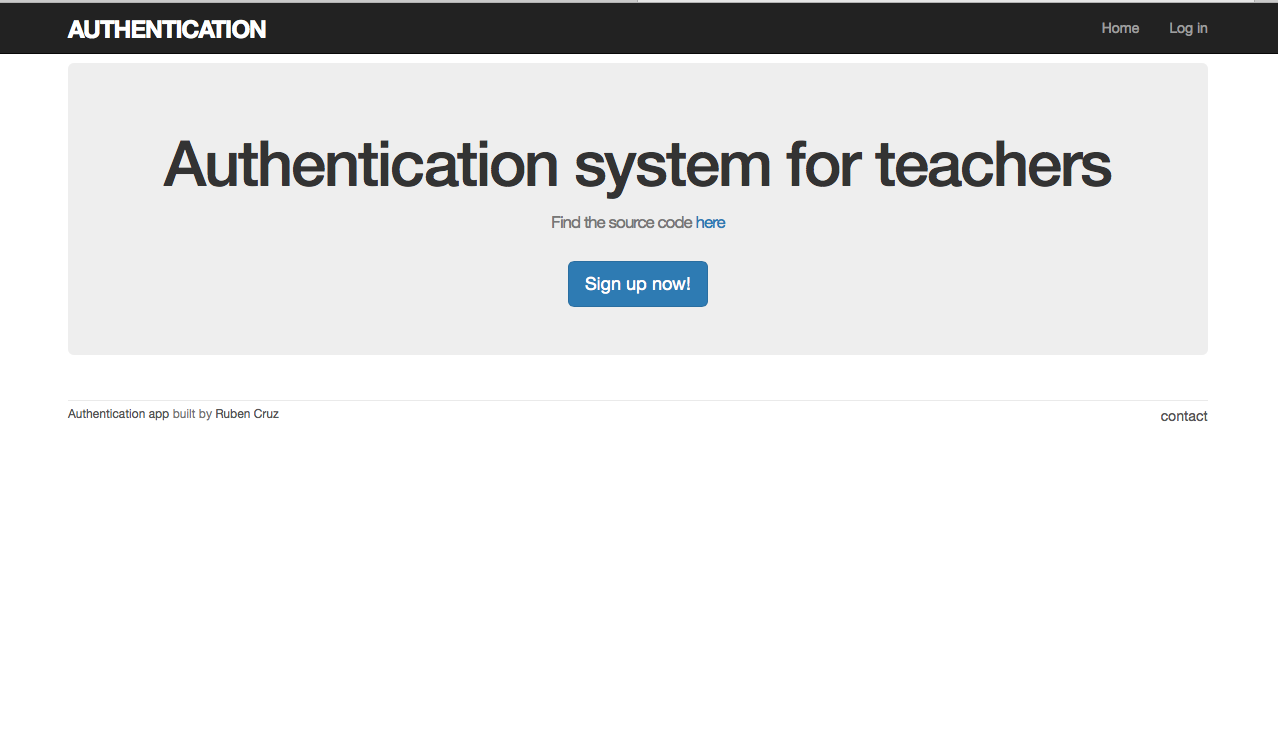 AUTHENTICATION
Home
Log in
Authentication system for teachers
Find the source code here
Sign up now!
Authentication app built by Ruben Cruz
contact